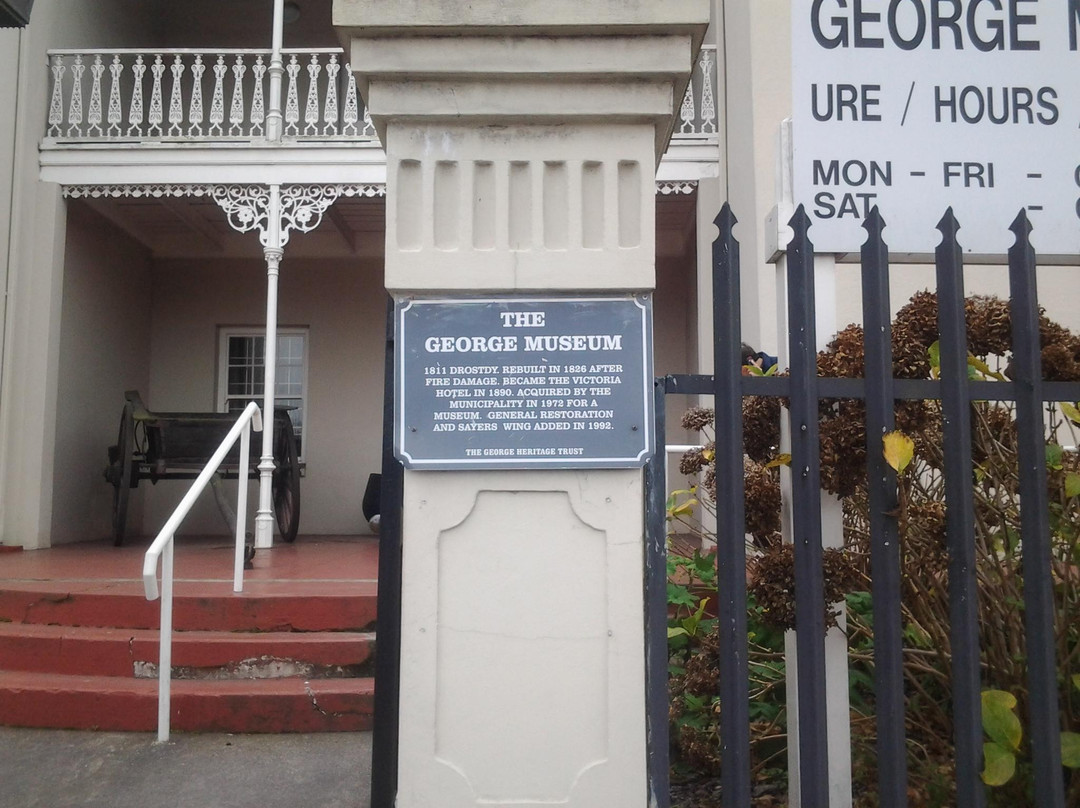 THE
GEORGE MUSEUM
1811 DROSTDY. REBUILT IN 1826 AFTER
FIRE DAMAGE. BECAME THE VICTORIA
HOTEL IN 1890. ACQUIRED BY THE
MUNICIPALITY IN 1972 FOR A
MUSEUM. GENERAL RESTORATION
AND SAYERS WING ADDED IN 1992.
THE GEORGE HERITAGE TRUST
GEORGE M
URE / HOURS
MON - FRI -
SAT -